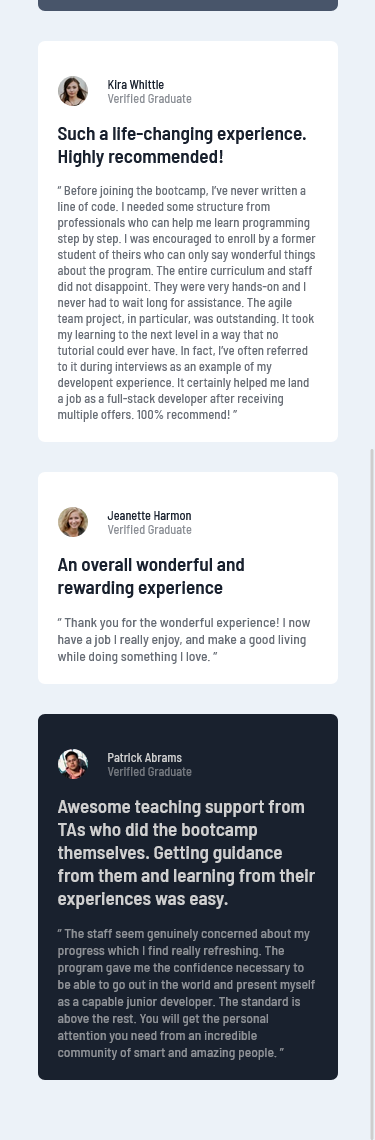 Kira Whittle
Verified Graduate
Such a life-changing experience.
Highly recommended!
“ Before joining the bootcamp, I’ve never written a
line of code. I needed some structure from
professionals who can help me learn programming
step by step. I was encouraged to enroll by a former
student of theirs who can only say wonderful things
about the program. The entire curriculum and staff
did not disappoint. They were very hands-on and I
never had to wait long for assistance. The agile
team project, in particular, was outstanding. It took
my learning to the next level in a way that no
tutorial could ever have. In fact, I’ve often referred
to it during interviews as an example of my
developent experience. It certainly helped me land
a job as a full-stack developer after receiving
multiple offers. 100% recommend! ”
Jeanette Harmon
Verified Graduate
An overall wonderful and
rewarding experience
“ Thank you for the wonderful experience! I now
have a job I really enjoy, and make a good living
while doing something I love. ”
Patrick Abrams
Verified Graduate
Awesome teaching support from
TAs who did the bootcamp
themselves. Getting guidance
from them and learning from their
experiences was easy.
“ The staff seem genuinely concerned about my
progress which I find really refreshing. The
program gave me the confidence necessary to
be able to go out in the world and present myself
as a capable junior developer. The standard is
above the rest. You will get the personal
attention you need from an incredible
community of smart and amazing people. ”